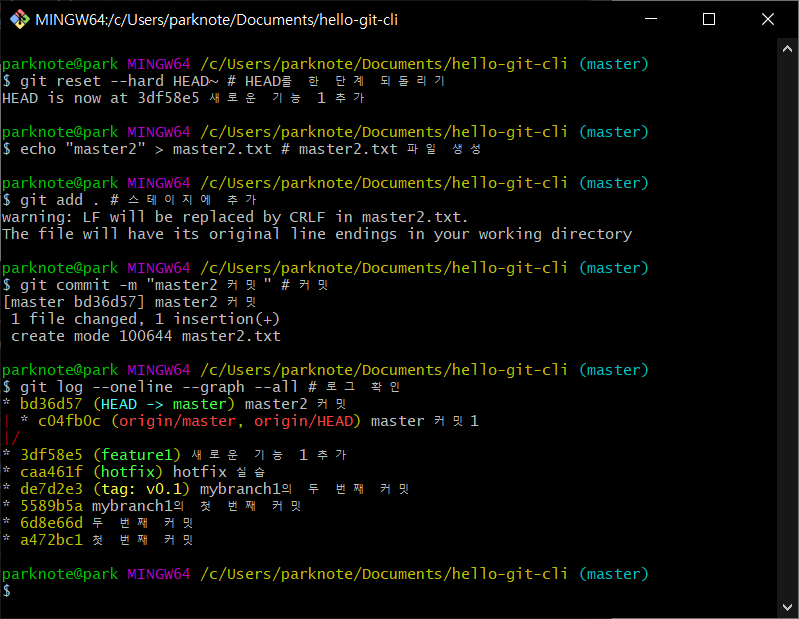 MINGW64:/c/Users/parknote/Documents/hello-git-cli
parknote@park MINGW64 /c/Users/parknote/Documents/hello-git-cli (master)
$ git reset --hard HEAD~ # HEAD를 한 단계 되돌리기
HEAD is now at 3df58e5 새로운 기능 1 추가
parknote@park MINGW64 /c/Users/parknote/Documents/hello-git-cli (master)
$ echo "master2" > master2.txt # master2.txt 파일 생성
parknote@park MINGW64 /c/Users/parknote/Documents/hello-git-cli (master)
$ git add . # 스테이지에 추가
warning: LF will be replaced by CRLF in master2.txt.
The file will have its original line endings in your working directory
parknote@park MINGW64 /c/Users/parknote/Documents/hello-git-cli (master)
$ git commit -m "master2 커밋" # 커밋
[master bd36d57] master2 커밋
1 file changed, 1 insertion(+)
create mode 100644 master2.txt
parknote@park MINGW64 /c/Users/parknote/Documents/hello-git-cli (master)
$ git log --oneline --graph --all # 로그 확인
* bd36d57 (HEAD -> master) master2 커밋
| * c04fb0c (origin/master, origin/HEAD) master 커밋1
|/
* 3df58e5 (feature1) 새로운 기능 1 추가
* caa461f (hotfix) hotfix 실습
* de7d2e3 (tag: v0.1) mybranch1의 두 번째 커밋
* 5589b5a mybranch1의 첫 번째 커밋
* 6d8e66d 두 번째 커밋
* a472bc1 첫 번째 커밋
parknote@park MINGW64 /c/Users/parknote/Documents/hello-git-cli (master)
$